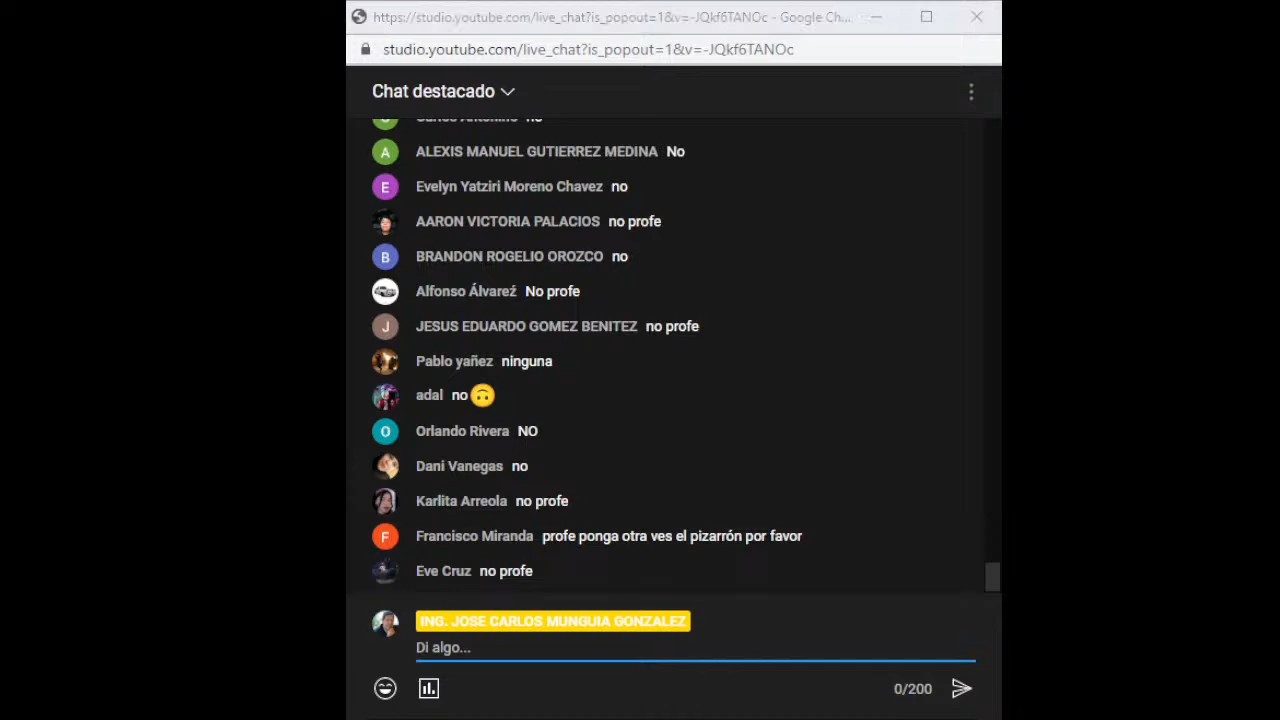 https://studio.youtube.com/live_chat?is_popout=1&v=-JQkf6TANOc - Google Ch...
studio.youtube.com/live_chat?is_popout=1&v=-JQkf6TANOc
Chat destacado
Carlos Antonino no
A ALEXIS MANUEL GUTIERREZ MEDINA No
E Evelyn Yatziri Moreno Chavez no
AARON VICTORIA PALACIOS no profe
B BRANDON ROGELIO OROZCO no
Alfonso Álvareź No profe
J JESUS EDUARDO GOMEZ BENITEZ no profe
Pablo yañez ninguna
adal no🙃
O Orlando Rivera NO
Dani Vanegas no
Karlita Arreola no profe
F Francisco Miranda profe ponga otra ves el pizarrón por favor
Eve Cruz no profe
ING. JOSE CARLOS MUNGUIA GONZALEZ
Di algo...
0/200